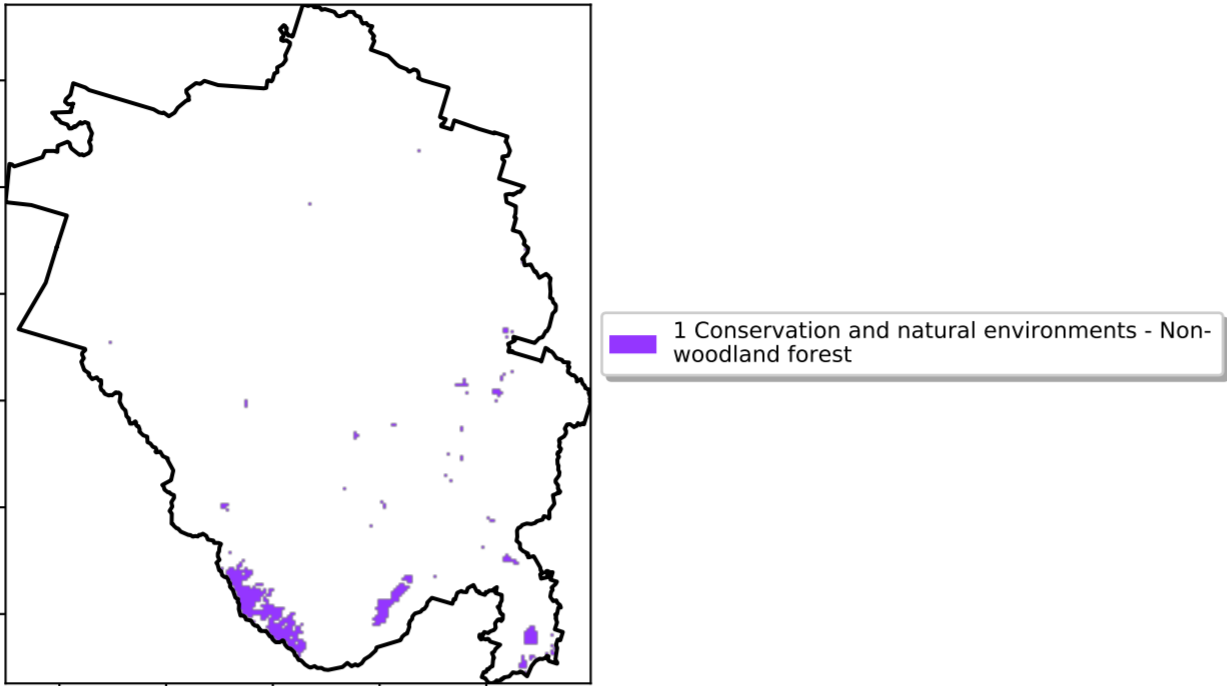 1 Conservation and natural environments - Non-
woodland forest